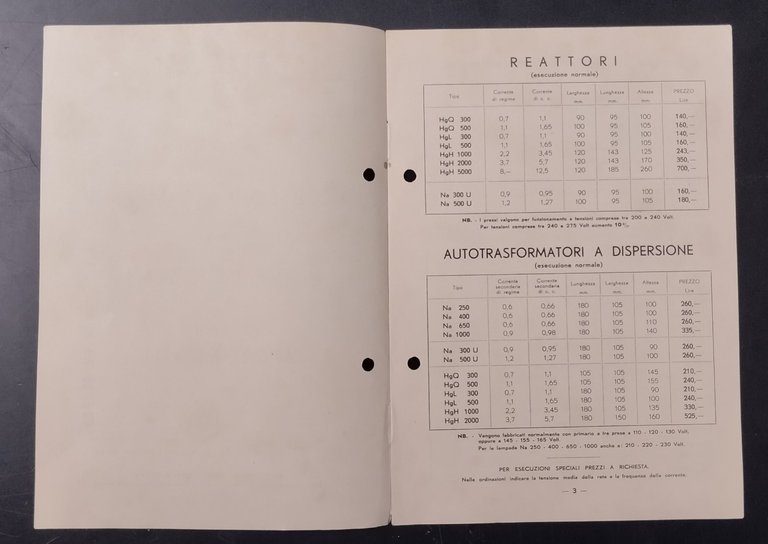 REATTORI
(esecuzione normale)
Tipo Corrente di regime Corrente di c. c. Larghezza mm. Lunghezza mm. Altezza mm. PREZZO Lire
HgQ 300 0,7 1,1 90 95 100 140,—
HgQ 500 1,1 1,65 100 95 105 160,—
HgL 300 0,7 1,1 90 95 100 140,—
HgL 500 1,1 1,65 100 95 105 160,—
HgH 1000 2,2 3,45 120 143 125 243,—
HgH 2000 3,7 5,7 120 143 170 350,—
HgH 5000 8,— 12,5 120 185 260 700,—
Na 300 U 0,9 0,95 90 95 100 160,—
Na 500 U 1,2 1,27 100 95 105 180,—
NB. - I prezzi valgono per funzionamento a tensioni comprese tra 200 a 240 Volt.
Per tensioni comprese tra 240 a 275 Volt aumento 10%
AUTOTRASFORMATORI A DISPERSIONE
(esecuzione normale)
Tipi Corrente secondaria di regime Corrente secondaria di c. c. Lunghezza mm. Larghezza mm. Altezza mm. PREZZO Lire
Na 250 0,6 0,66 180 105 100 260,—
Na 400 0,6 0,66 180 105 100 260,—
Na 650 0,6 0,66 180 105 110 260,—
Na 1000 0,9 0,98 180 105 140 335,—
Na 300 U 0,9 0,95 180 105 90 260,—
Na 500 U 1,2 1,27 180 105 100 260,—
HgQ 300 0,7 1,1 105 105 145 210,—
HgQ 500 1,1 1,65 105 105 155 240,—
HgL 300 0,7 1,1 180 105 90 210,—
HgL 500 1,1 1,65 180 105 100 240,—
HgH 1000 2,2 3,45 180 105 135 330,—
HgH 2000 3,7 5,7 180 150 160 525,—
NB. - Vengono fabbricati normalmente con primario a tre prese a 110 - 120 - 130 Volt.
oppure a 145 - 155 - 165 Volt.
Per le lampade Na 250 - 400 - 650 - 1000 anche a: 210 - 220 - 230 Volt.
PER ESECUZIONI SPECIALI PREZZI A RICHIESTA.
Nelle ordinazioni indicare la tensione media della rete e la frequenza della corrente.
— 3 —